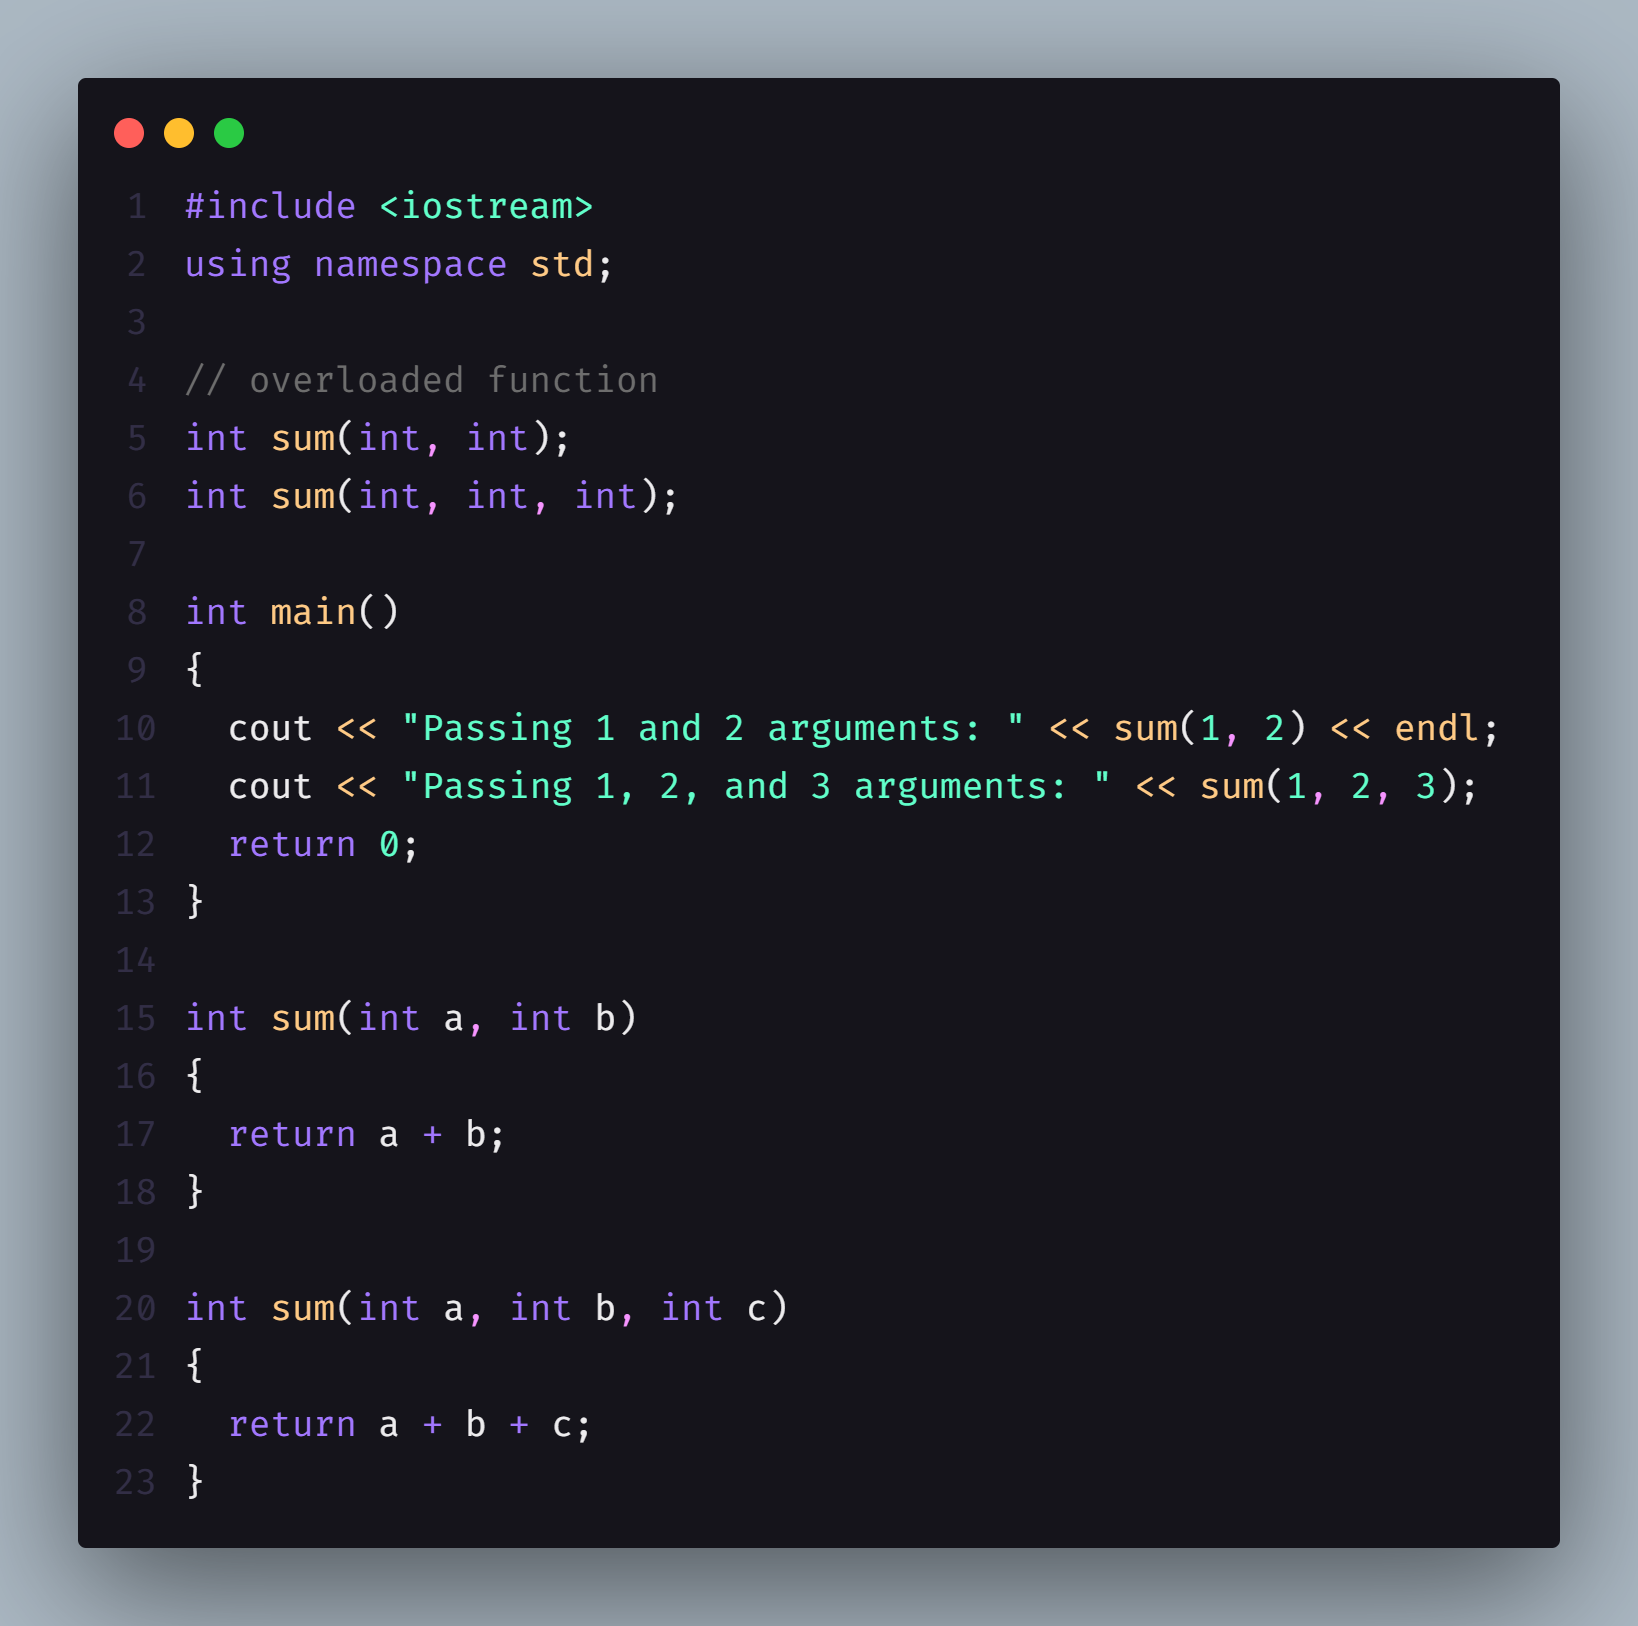 1 #include <iostream>
2 using namespace std;
3
4 // overloaded function
5 int sum(int, int);
6 int sum(int, int, int);
7
8 int main()
9 {
10   cout << "Passing 1 and 2 arguments: " << sum(1, 2) << endl;
11   cout << "Passing 1, 2, and 3 arguments: " << sum(1, 2, 3);
12   return 0;
13 }
14
15 int sum(int a, int b)
16 {
17   return a + b;
18 }
19
20 int sum(int a, int b, int c)
21 {
22   return a + b + c;
23 }